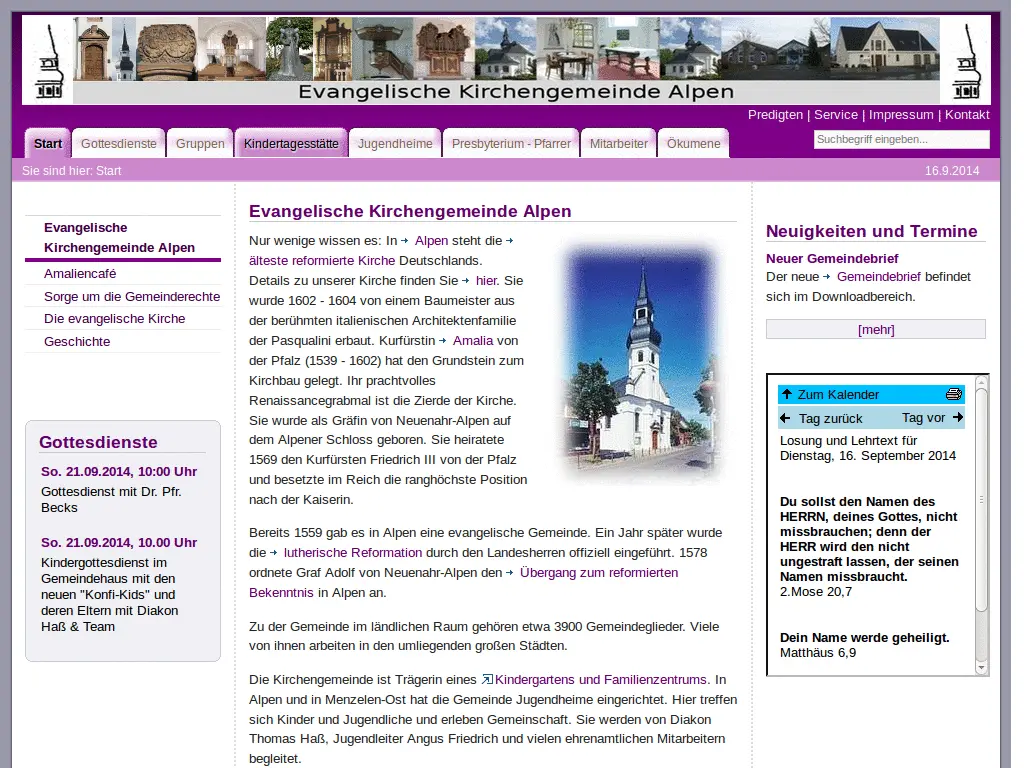 Evangelische Kirchengemeinde Alpen
Predigten | Service | Impressum | Kontakt
Start Gottesdienste Gruppen Kindertagesstätte Jugendheime Presbyterium - Pfarrer Mitarbeiter Ökumene
Suchbegriff eingeben...
Sie sind hier: Start
16.9.2014
Evangelische
Kirchengemeinde Alpen
Amaliencafé
Sorge um die Gemeinderechte
Die evangelische Kirche
Geschichte
Gottesdienste
So. 21.09.2014, 10:00 Uhr
Gottesdienst mit Dr. Pfr.
Becks
So. 21.09.2014, 10.00 Uhr
Kindergottesdienst im
Gemeindehaus mit den
neuen "Konfi-Kids" und
deren Eltern mit Diakon
Haß & Team
Evangelische Kirchengemeinde Alpen
Nur wenige wissen es: In Alpen steht die
älteste reformierte Kirche Deutschlands.
Details zu unserer Kirche finden Sie hier. Sie
wurde 1602 - 1604 von einem Baumeister aus
der berühmten italienischen Architektenfamilie
der Pasqualini erbaut. Kurfürstin Amalia von
der Pfalz (1539 - 1602) hat den Grundstein zum
Kirchbau gelegt. Ihr prachtvolles
Renaissancegrabmal ist die Zierde der Kirche.
Sie wurde als Gräfin von Neuenahr-Alpen auf
dem Alpener Schloss geboren. Sie heiratete
1569 den Kurfürsten Friedrich III von der Pfalz
und besetzte im Reich die ranghöchste Position
nach der Kaiserin.
Bereits 1559 gab es in Alpen eine evangelische Gemeinde. Ein Jahr später wurde
die lutherische Reformation durch den Landesherren offiziell eingeführt. 1578
ordnete Graf Adolf von Neuenahr-Alpen den Übergang zum reformierten
Bekenntnis in Alpen an.
Zu der Gemeinde im ländlichen Raum gehören etwa 3900 Gemeindeglieder. Viele
von ihnen arbeiten in den umliegenden großen Städten.
Die Kirchengemeinde ist Trägerin eines Kindergartens und Familienzentrums. In
Alpen und in Menzelen-Ost hat die Gemeinde Jugendheime eingerichtet. Hier treffen
sich Kinder und Jugendliche und erleben Gemeinschaft. Sie werden von Diakon
Thomas Haß, Jugendleiter Angus Friedrich und vielen ehrenamtlichen Mitarbeitern
begleitet.
Neuigkeiten und Termine
Neuer Gemeindebrief
Der neue Gemeindebrief befindet
sich im Downloadbereich.
[mehr]
Zum Kalender
Tag zurück Tag vor
Losung und Lehrtext für
Dienstag, 16. September 2014
Du sollst den Namen des
HERRN, deines Gottes, nicht
missbrauchen; denn der
HERR wird den nicht
ungestraft lassen, der seinen
Namen missbraucht.
2.Mose 20,7
Dein Name werde geheiligt.
Matthäus 6,9